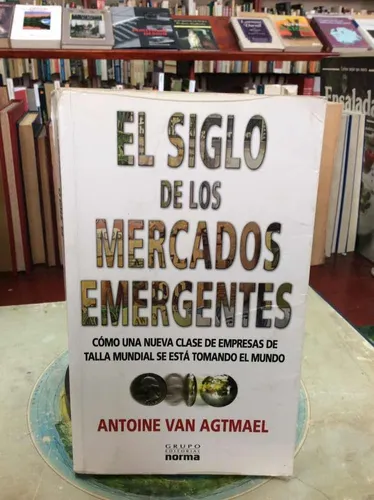 EL SIGLO
DE LOS
MERCADOS
EMERGENTES
CÓMO UNA NUEVA CLASE DE EMPRESAS DE
TALLA MUNDIAL SE ESTÁ TOMANDO EL MUNDO
ANTOINE VAN AGTMAEL
GRUPO
EDITORIAL
norma
Ensalada